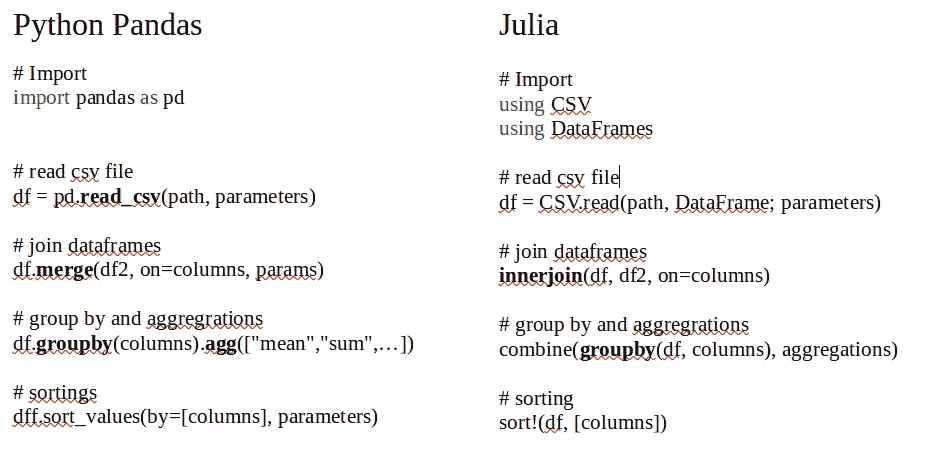 Python Pandas
# Import
import pandas as pd
# read csv file
df = pd.read_csv(path, parameters)
# join dataframes
df.merge(df2, on=columns, params)
# group by and aggregrations
df.groupby(columns).agg(["mean","sum",…])
# sortings
dff.sort_values(by=[columns], parameters)
Julia
# Import
using CSV
using DataFrames
# read csv file
df = CSV.read(path, DataFrame; parameters)
# join dataframes
innerjoin(df, df2, on=columns)
# group by and aggregrations
combine(groupby(df, columns), aggregations)
# sorting
sort!(df, [columns])